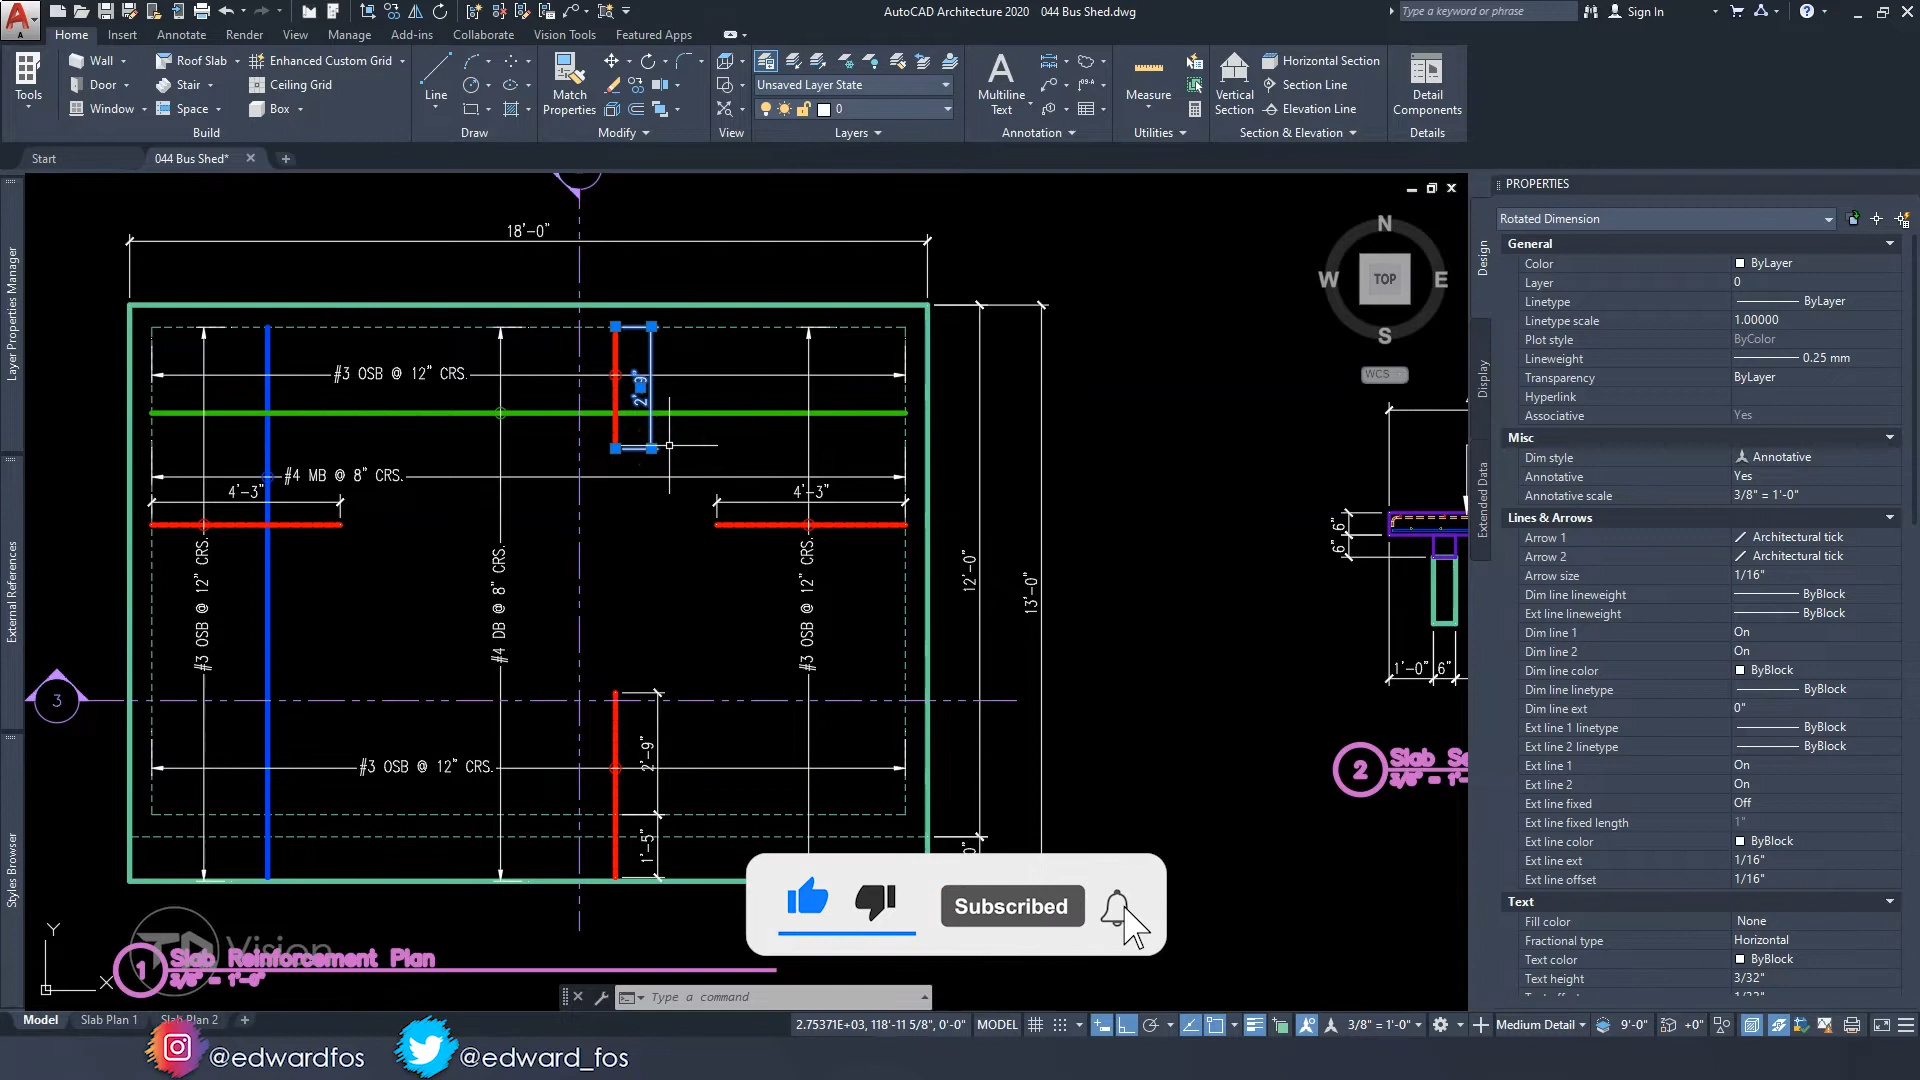 AutoCAD Architecture 2020 044 Bus Shed.dwg
Type a keyword or phrase
Sign In
Home Insert Annotate Render View Manage Add-ins Collaborate Vision Tools Featured Apps
Tools
Wall
Door
Window
Roof Slab
Stair
Space
Enhanced Custom Grid
Ceiling Grid
Box
Build
Line
Draw
Match Properties
Modify
View
Unsaved Layer State
0
Layers
Multiline Text
Annotation
Measure
Utilities
Vertical Section
Horizontal Section
Section Line
Elevation Line
Section & Elevation
Detail Components
Details
Start
044 Bus Shed*
Layer Properties Manager
External References
Styles Browser
18'-0"
#3 OSB @ 12" CRS.
2'-9"
#4 MB @ 8" CRS.
4'-3"
4'-3"
#3 OSB @ 12" CRS.
#4 DB @ 8" CRS.
#3 OSB @ 12" CRS.
12'-0"
13'-0"
3
2'-9"
#3 OSB @ 12" CRS.
1'-5"
1
Slab Reinforcement Plan
3/8" = 1'-0"
Vision
Y
X
N
W
TOP
E
S
WCS
6"
6"
1'-0"
6"
2
Slab Se
3/8" = 1'-
Subscribed
Type a command
Design
Display
Extended Data
PROPERTIES
Rotated Dimension
General
Color ByLayer
Layer 0
Linetype ByLayer
Linetype scale 1.00000
Plot style ByColor
Lineweight 0.25 mm
Transparency ByLayer
Hyperlink
Associative Yes
Misc
Dim style Annotative
Annotative Yes
Annotative scale 3/8" = 1'-0"
Lines & Arrows
Arrow 1 Architectural tick
Arrow 2 Architectural tick
Arrow size 1/16"
Dim line lineweight ByBlock
Ext line lineweight ByBlock
Dim line 1 On
Dim line 2 On
Dim line color ByBlock
Dim line linetype ByBlock
Dim line ext 0"
Ext line 1 linetype ByBlock
Ext line 2 linetype ByBlock
Ext line 1 On
Ext line 2 On
Ext line fixed Off
Ext line fixed length 1"
Ext line color ByBlock
Ext line ext 1/16"
Ext line offset 1/16"
Text
Fill color None
Fractional type Horizontal
Text color ByBlock
Text height 3/32"
Model Slab Plan 1 Slab Plan 2
2.75371E+03, 118'-11 5/8", 0'-0" MODEL
3/8" = 1'-0"
Medium Detail
9'-0"
+0"
@edwardfos
@edward_fos